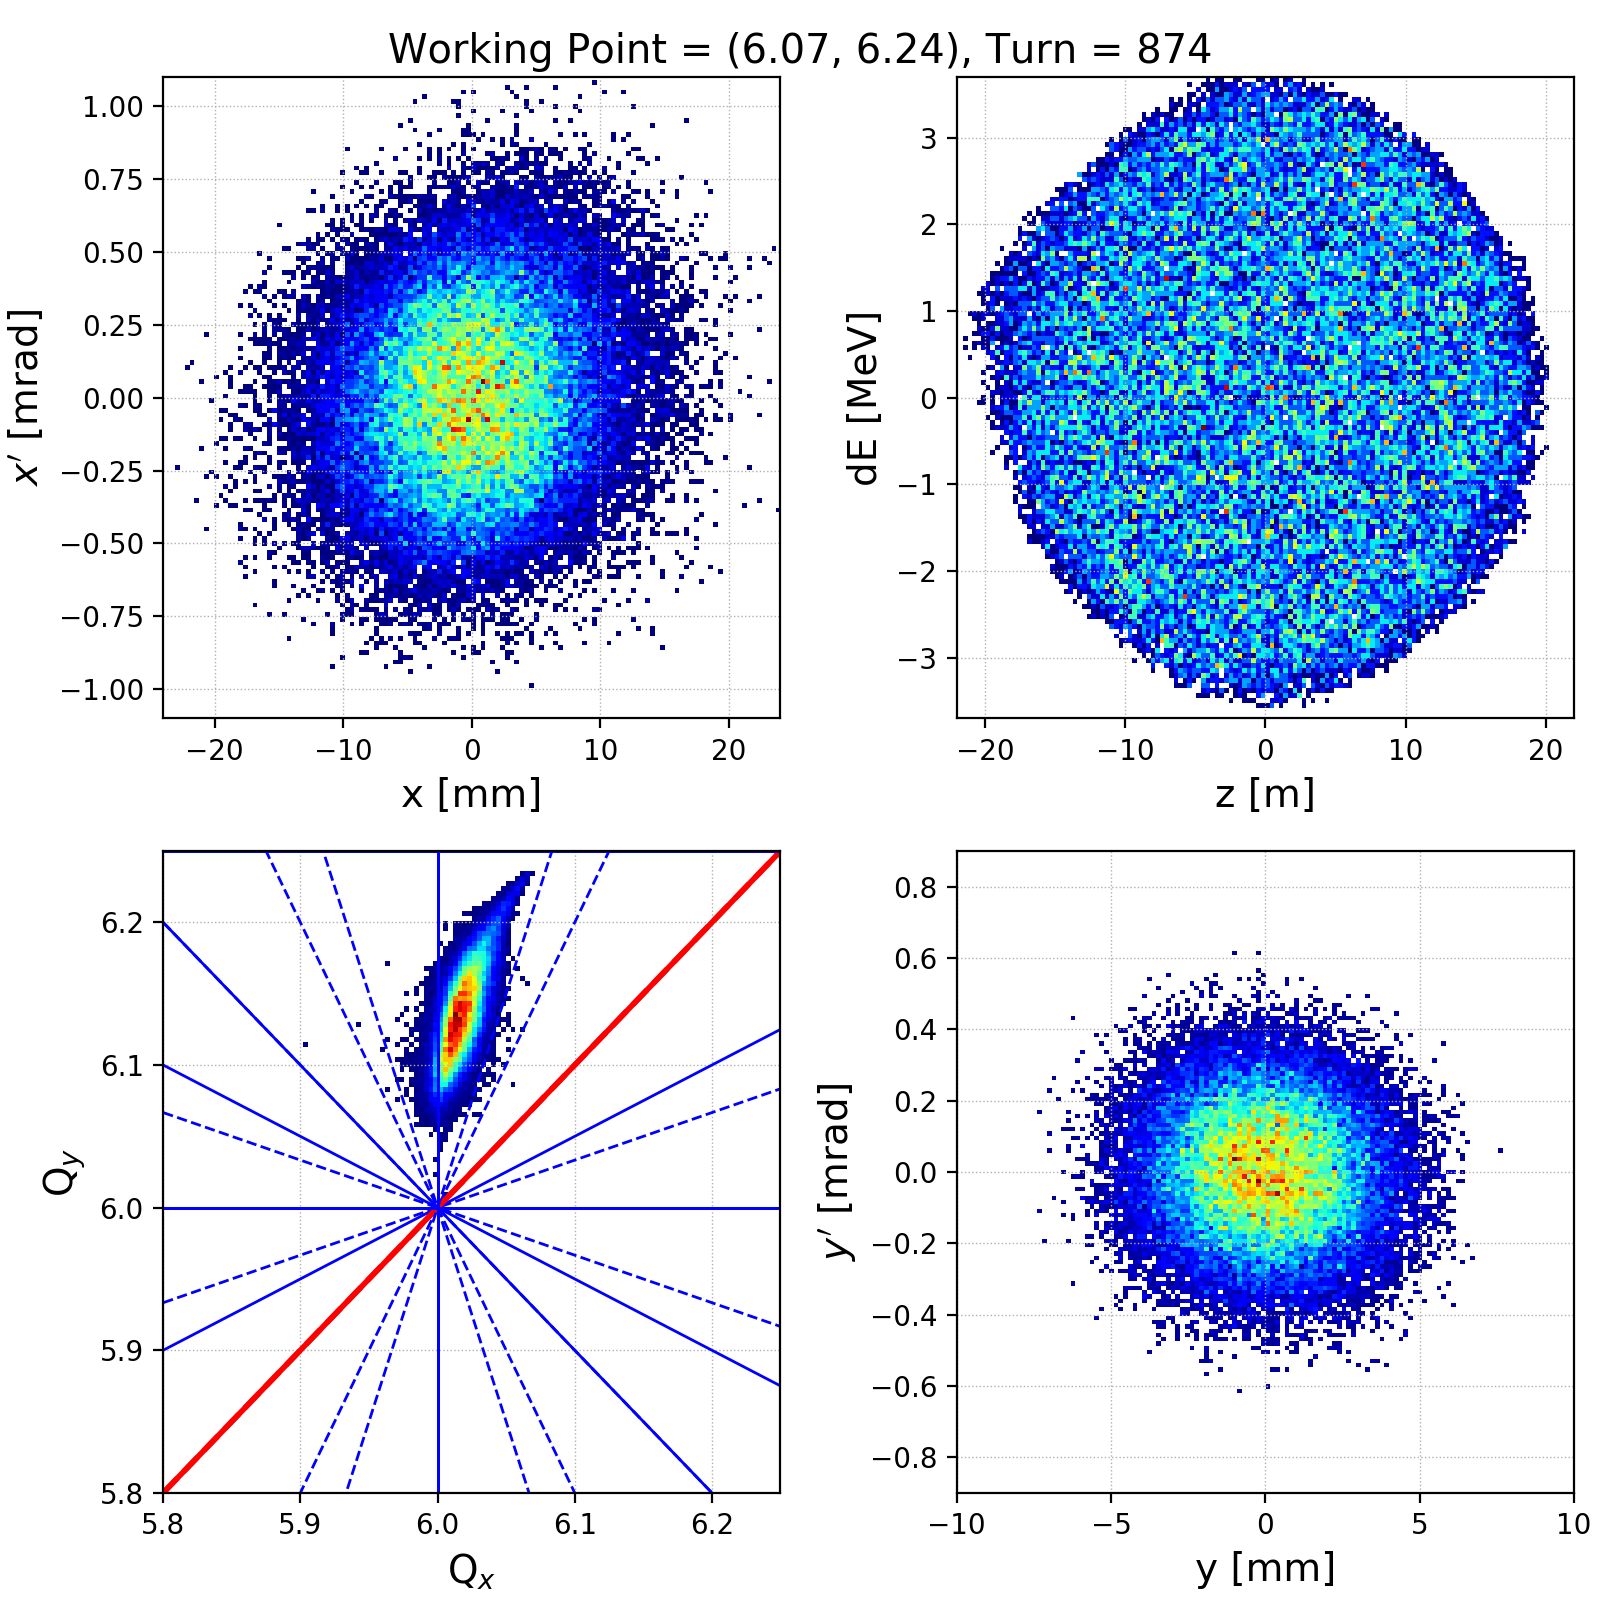 Working Point = (6.07, 6.24), Turn = 874
1.00
0.75
0.50
0.25
0.00
−0.25
−0.50
−0.75
−1.00
x′ [mrad]
−20 −10 0 10 20
x [mm]
3
2
1
0
−1
−2
−3
dE [MeV]
−20 −10 0 10 20
z [m]
6.2
6.1
6.0
5.9
5.8
Qy
5.8 5.9 6.0 6.1 6.2
Qx
0.8
0.6
0.4
0.2
0.0
−0.2
−0.4
−0.6
−0.8
y′ [mrad]
−10 −5 0 5 10
y [mm]